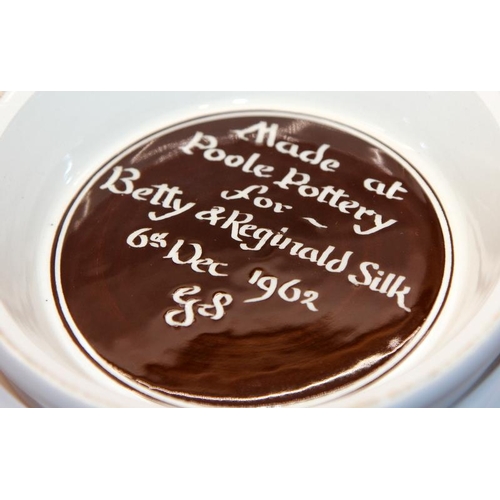 Made at
Poole Pottery
for ~
Betty & Reginald Silk
6th Dec 1962
GS